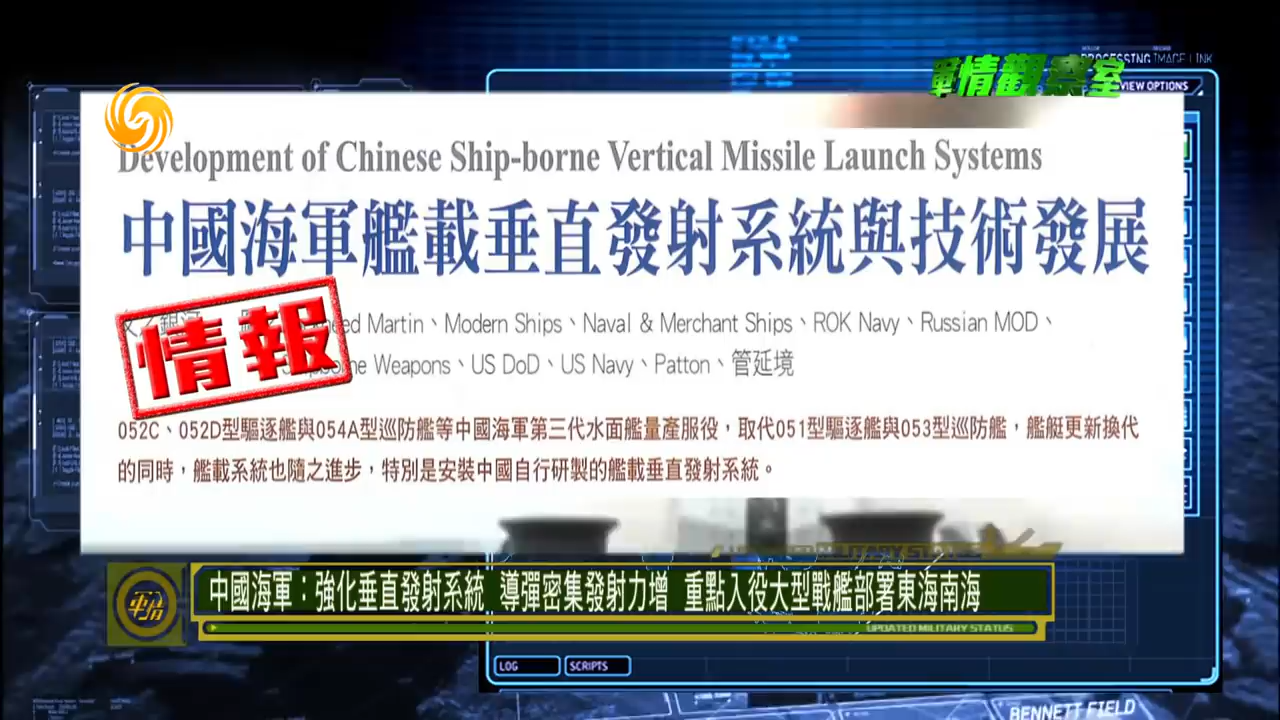 PROCESSING IMAGE LINK
軍情觀察室
VIEW OPTIONS
Development of Chinese Ship-borne Vertical Missile Launch Systems
中國海軍艦載垂直發射系統與技術發展
情報
Martin、Modern Ships、Naval & Merchant Ships、ROK Navy、Russian MOD、
Weapons、US DoD、US Navy、Patton、管延境
052C、052D型驅逐艦與054A型巡防艦等中國海軍第三代水面艦量產服役，取代051型驅逐艦與053型巡防艦，艦艇更新換代
的同時，艦載系統也隨之進步，特別是安裝中國自行研製的艦載垂直發射系統。
軍情
中國海軍：強化垂直發射系統 導彈密集發射力增 重點入役大型戰艦部署東海南海
UPDATED MILITARY STATUS
LOG
SCRIPTS
BENNETT FIELD